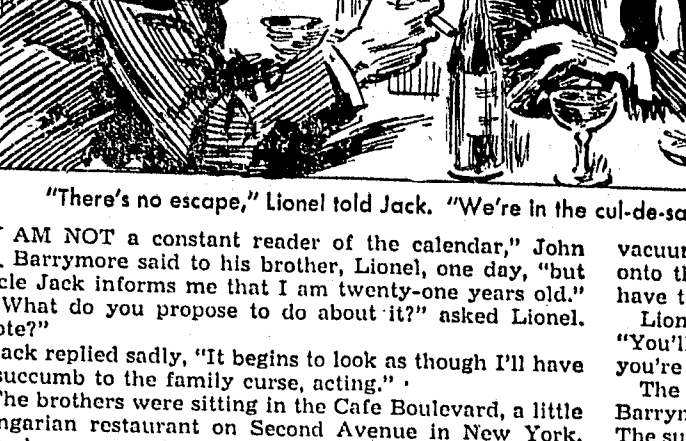 "There's no escape," Lionel told Jack. "We're in the cul-de-sa
AM NOT a constant reader of the calendar," John
Barrymore said to his brother, Lionel, one day, "but
cle Jack informs me that I am twenty-one years old."
What do you propose to do about it?" asked Lionel.
ote?"
ack replied sadly, "It begins to look as though I'll have
succumb to the family curse, acting."
The brothers were sitting in the Cafe Boulevard, a little
ngarian restaurant on Second Avenue in New York.
vacuum
onto th
have t
Lion
"You'll
you're
The
Barrym
The su